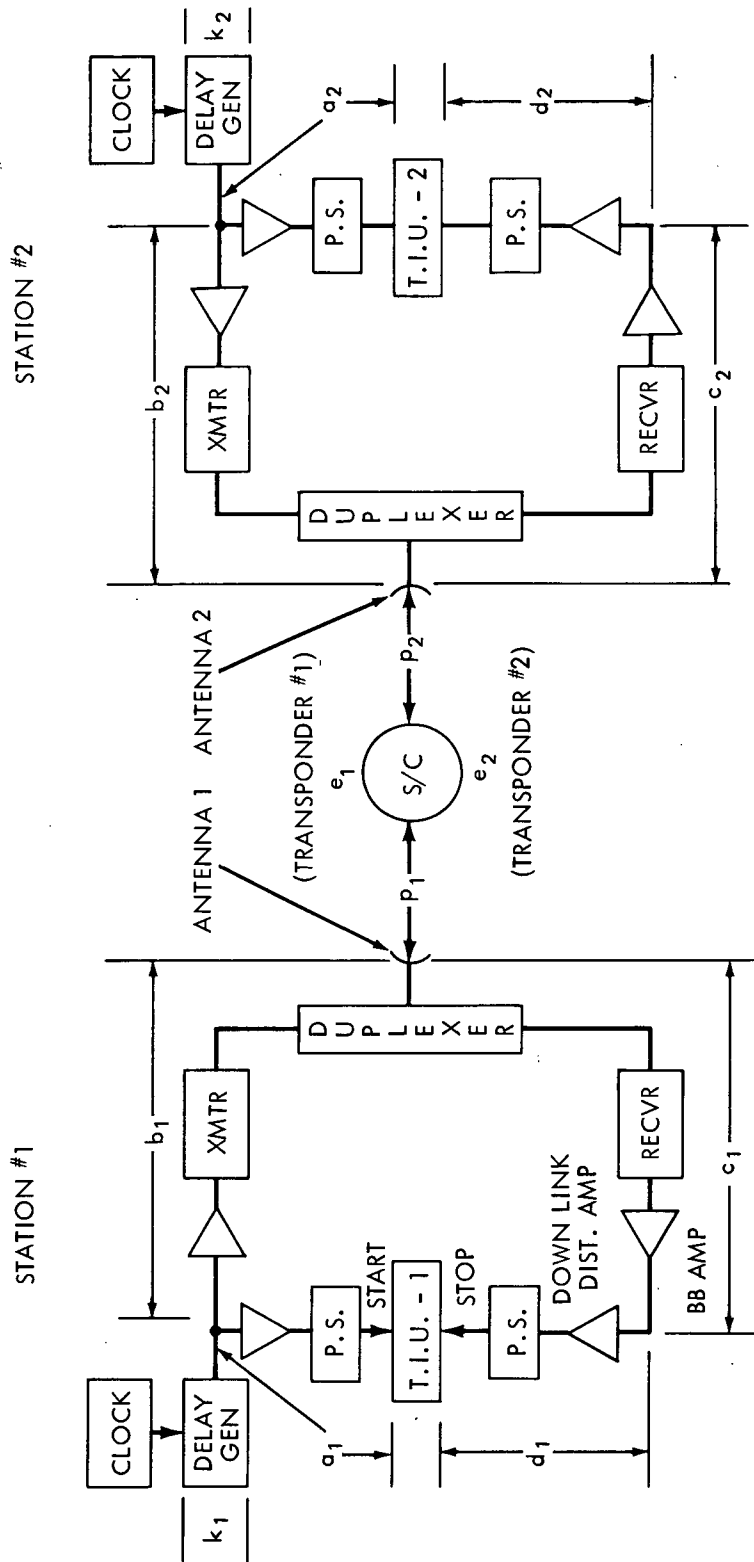 STATION #1
STATION #2
CLOCK
DELAY
GEN
k1
a1
b1
XMTR
P.S.
START
T.I.U. - 1
STOP
P.S.
d1
DOWN LINK
DIST. AMP
BB AMP
RECVR
c1
DUPLEXER
ANTENNA 1
ANTENNA 2
(TRANSPONDER #1)
e1
S/C
e2
(TRANSPONDER #2)
P1
P2
DUPLEXER
b2
XMTR
CLOCK
DELAY
GEN
k2
a2
P.S.
T.I.U. - 2
P.S.
d2
RECVR
c2